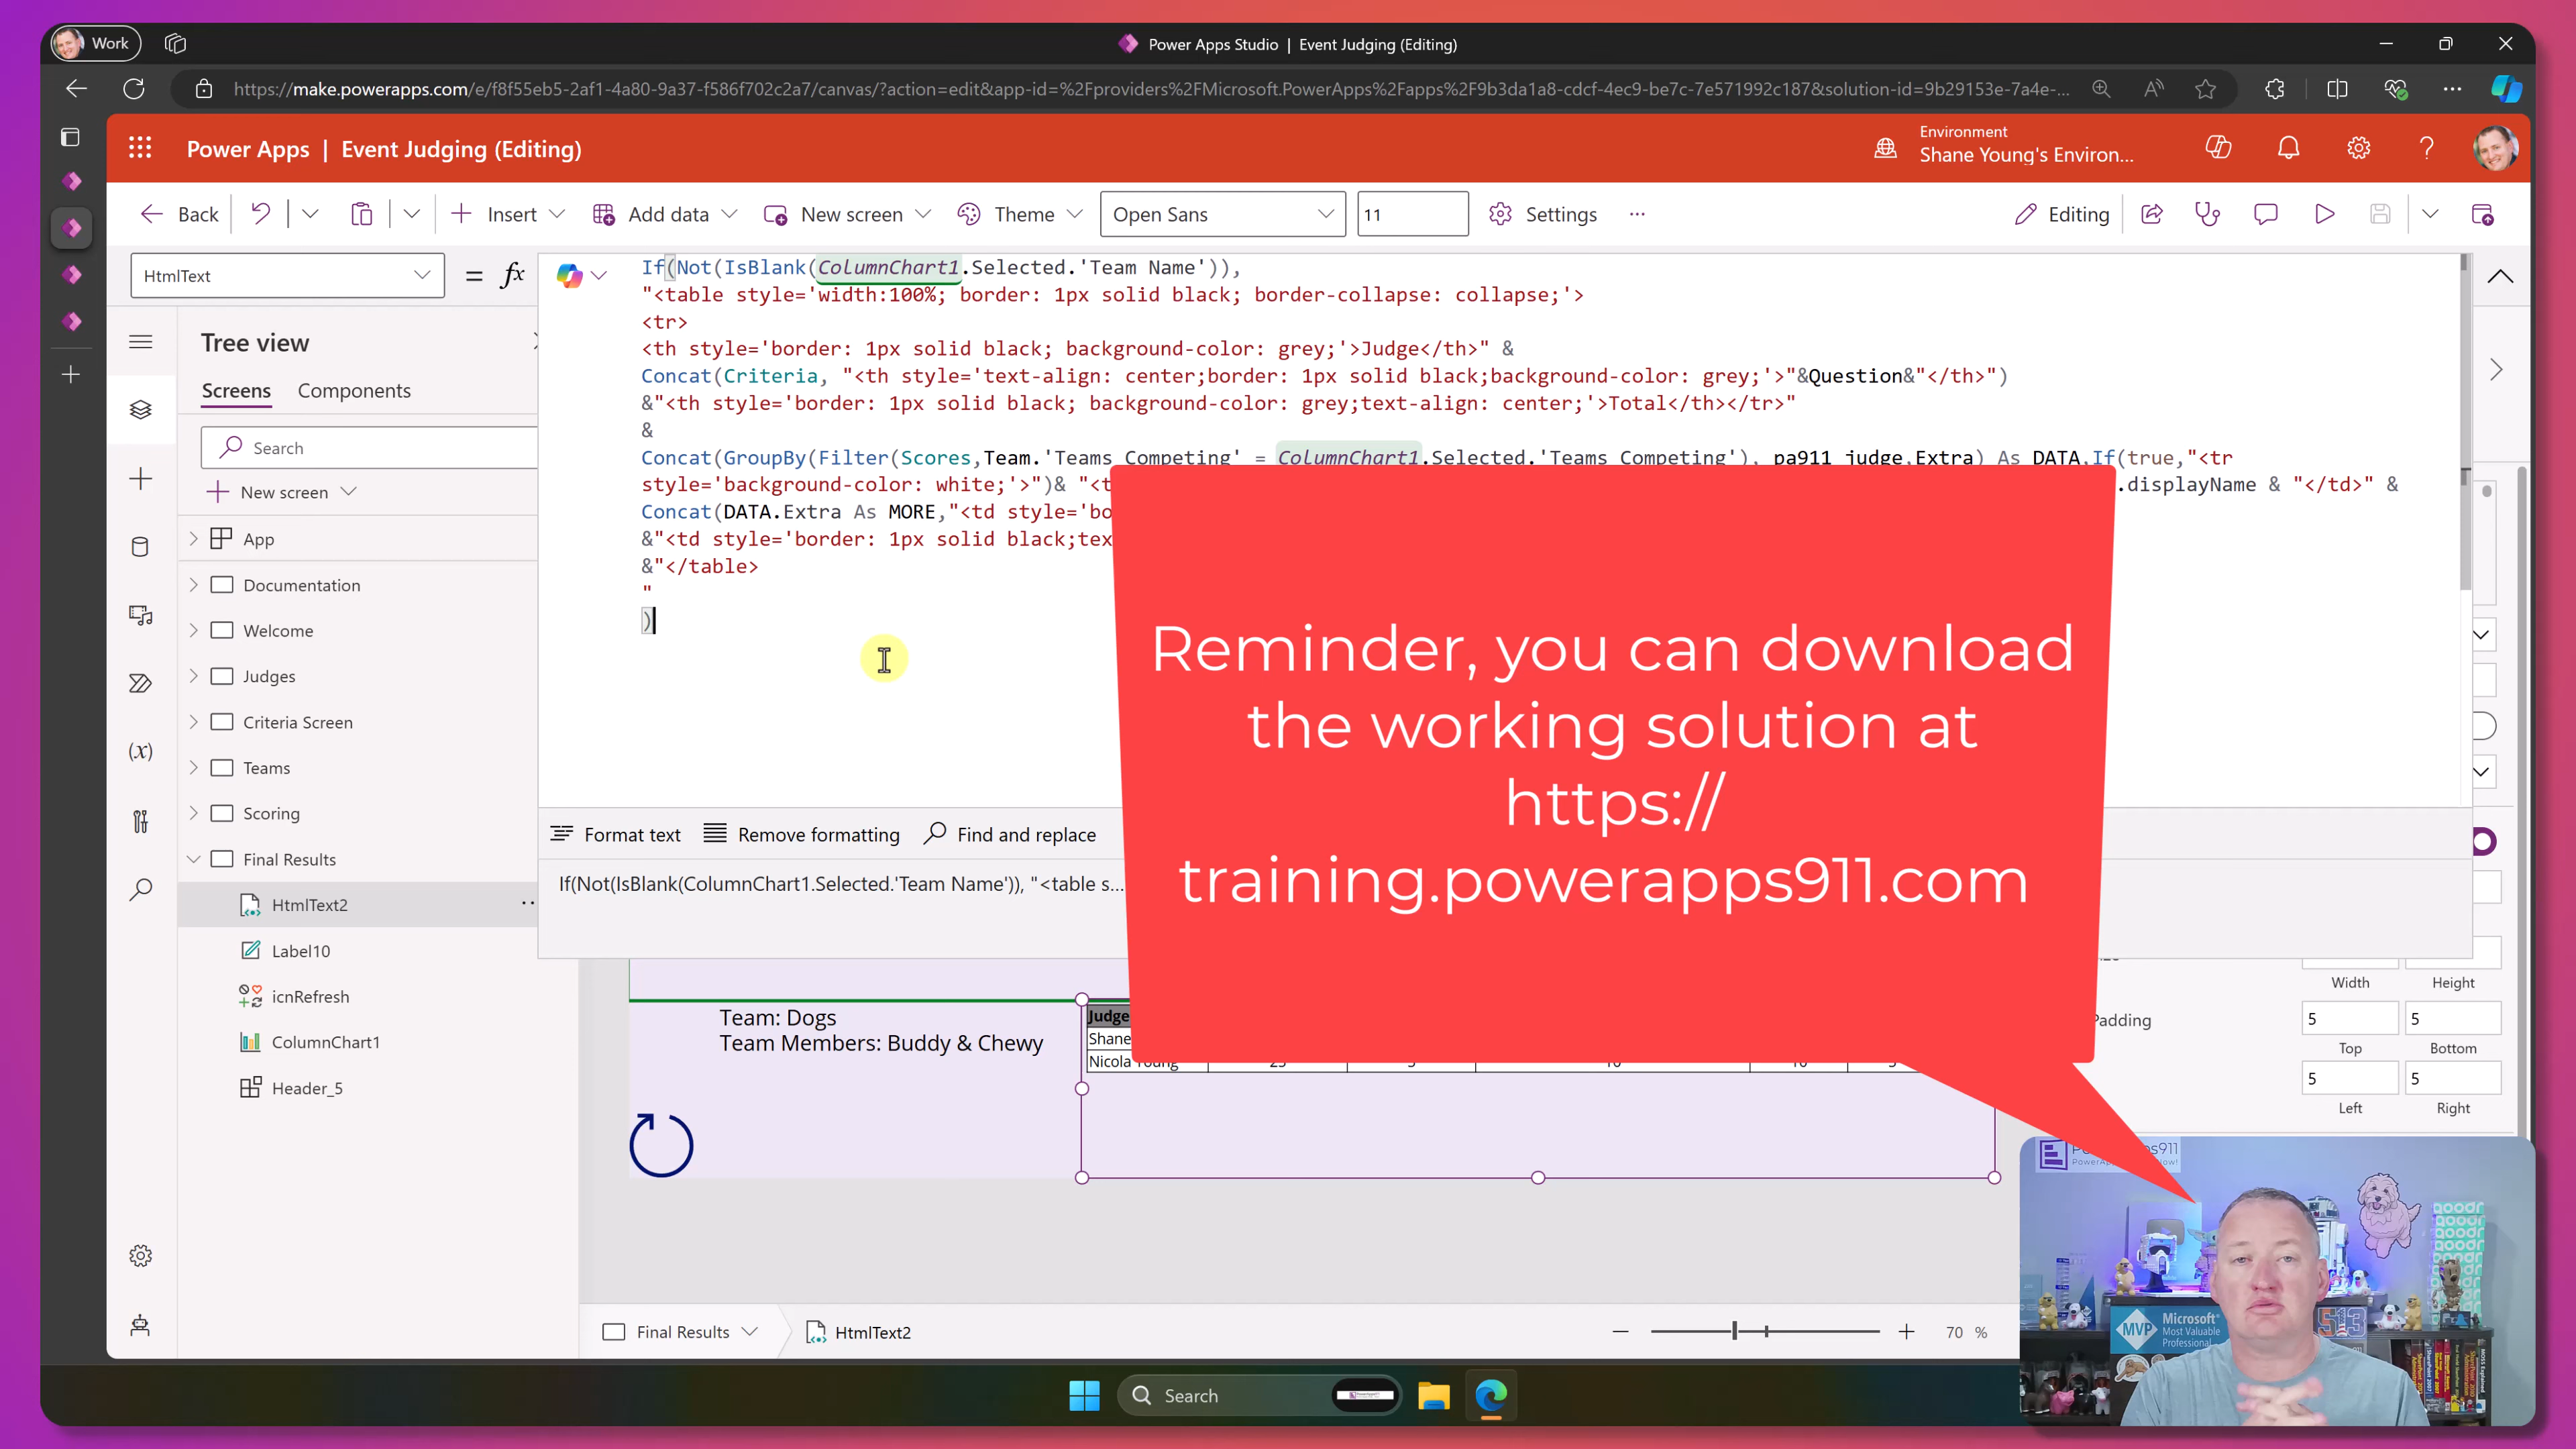 Work
Power Apps Studio | Event Judging (Editing)
https://make.powerapps.com/e/f8f55eb5-2af1-4a80-9a37-f586f702c2a7/canvas/?action=edit&app-id=%2Fproviders%2FMicrosoft.PowerApps%2Fapps%2F9b3da1a8-cdcf-4ec9-be7c-7e571992c187&solution-id=9b29153e-7a4e-...
Power Apps | Event Judging (Editing)
Environment
Shane Young's Environ...
Back
Insert
Add data
New screen
Theme
Open Sans
11
Settings
Editing
HtmlText
= fx
If(Not(IsBlank(ColumnChart1.Selected.'Team Name')),
"<table style='width:100%; border: 1px solid black; border-collapse: collapse;'>
<tr>
<th style='border: 1px solid black; background-color: grey;'>Judge</th>" &
Concat(Criteria, "<th style='text-align: center;border: 1px solid black;background-color: grey;'>"&Question&"</th>")
&"<th style='border: 1px solid black; background-color: grey;text-align: center;'>Total</th></tr>"
&
Concat(GroupBy(Filter(Scores,Team.'Teams Competing' = ColumnChart1.Selected.'Teams Competing'), pa911_judge,Extra) As DATA,If(true,"<tr
style='background-color: white;'>")& "<t .displayName & "</td>" &
Concat(DATA.Extra As MORE,"<td style='bo
&"<td style='border: 1px solid black;tex
&"</table>
"
)
Tree view
Screens
Components
Search
New screen
App
Documentation
Welcome
Judges
Criteria Screen
Teams
Scoring
Final Results
HtmlText2
Label10
icnRefresh
ColumnChart1
Header_5
Format text
Remove formatting
Find and replace
If(Not(IsBlank(ColumnChart1.Selected.'Team Name')), "<table s...
Reminder, you can download
the working solution at
https://
training.powerapps911.com
Team: Dogs
Team Members: Buddy & Chewy
Judge
Shane
Nicola Young
Width
Height
Padding
5
5
Top
Bottom
5
5
Left
Right
Final Results
HtmlText2
70 %
Search
MVP
Microsoft
Most Valuable
Professional
513